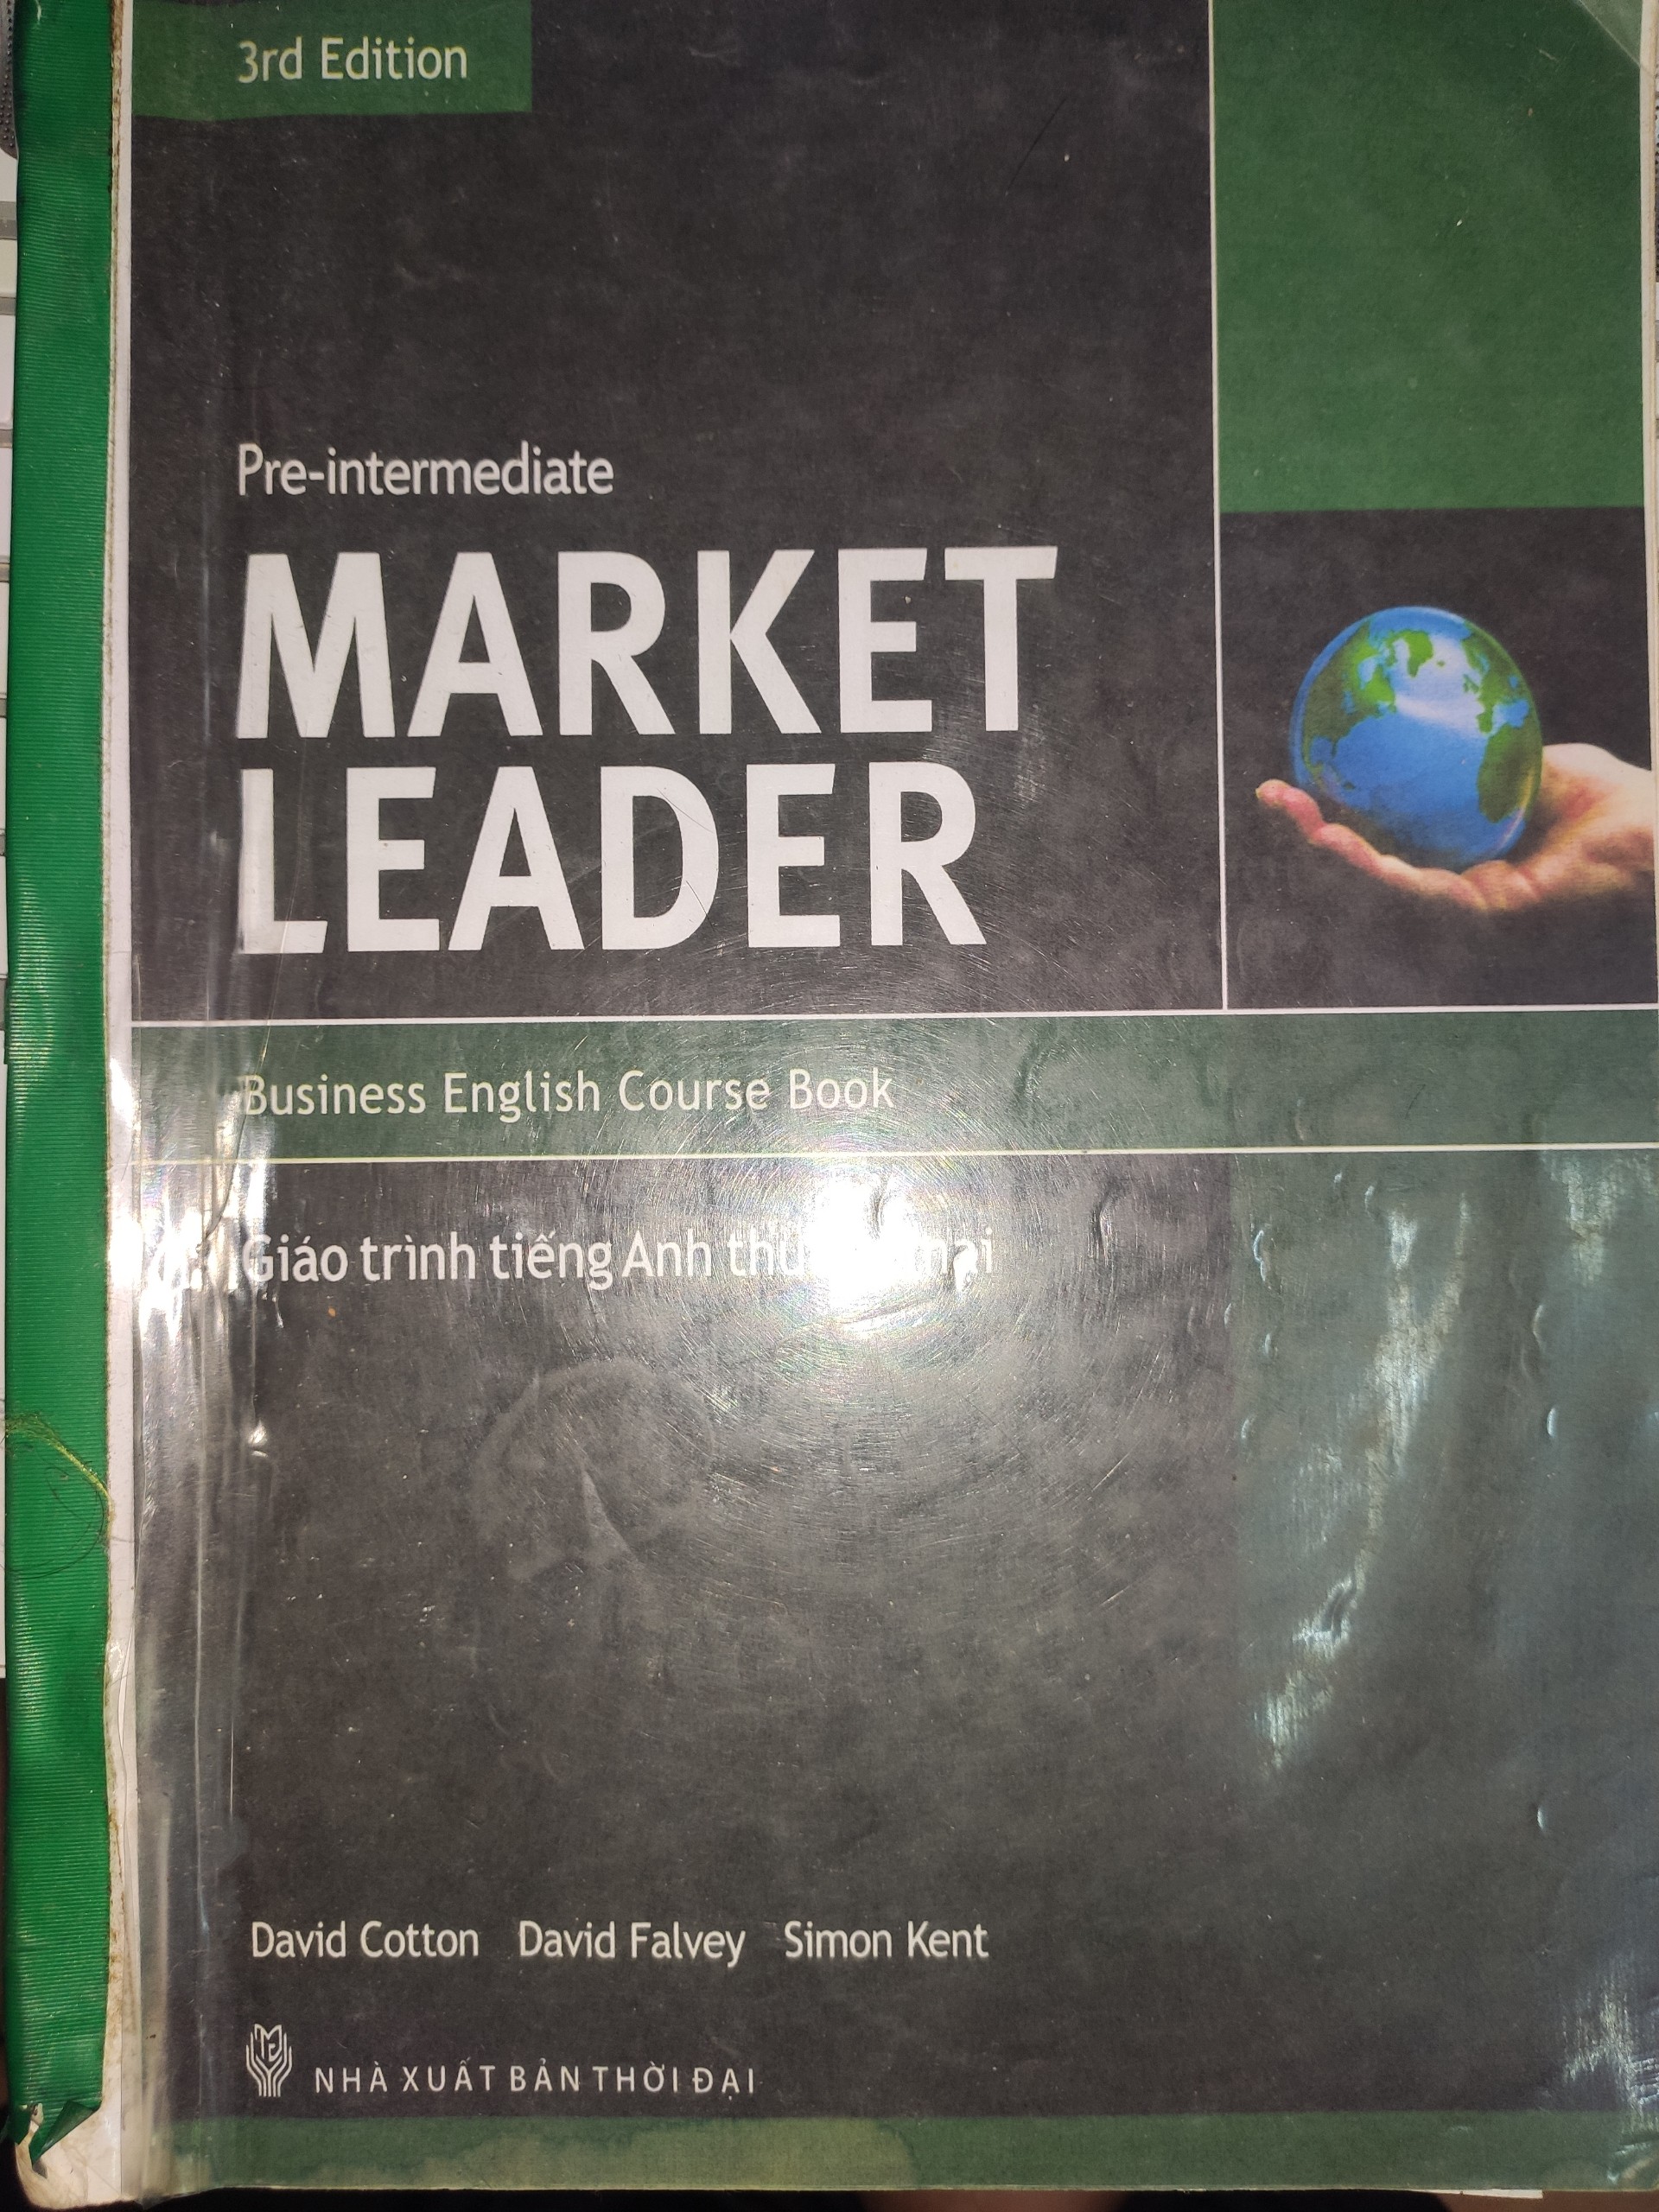 3rd Edition
Pre-intermediate
MARKET
LEADER
Business English Course Book
Giáo trình tiếng Anh
David Cotton David Falvey Simon Kent
NHÀ XUẤT BẢN THỜI ĐẠI